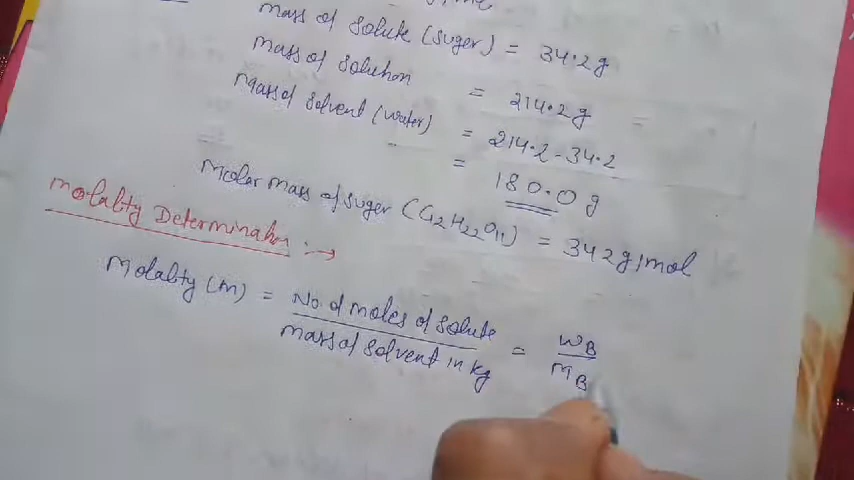 mass of solute (suger) = 34.2g
mass of solution = 214.2g
mass of solvent (water) = 214.2 - 34.2
= 180.0 g
Molar mass of suger (C12H22O11) = 342g/mol
Molality Determination :→
Molality (m) = No. of moles of solute / mass of solvent in kg = WB / MB